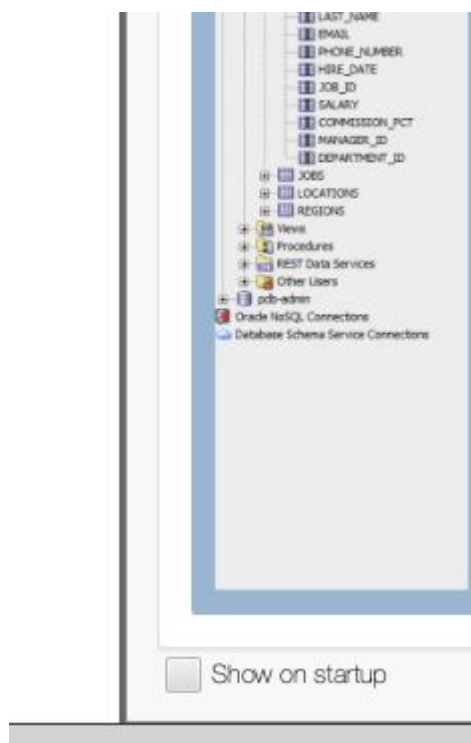 LAST_NAME
EMAIL
PHONE_NUMBER
HIRE_DATE
JOB_ID
SALARY
COMMISSION_PCT
MANAGER_ID
DEPARTMENT_ID
JOBS
LOCATIONS
REGIONS
Views
Procedures
REST Data Services
Other Users
pdb-admin
Oracle NoSQL Connections
Database Schema Service Connections
Show on startup